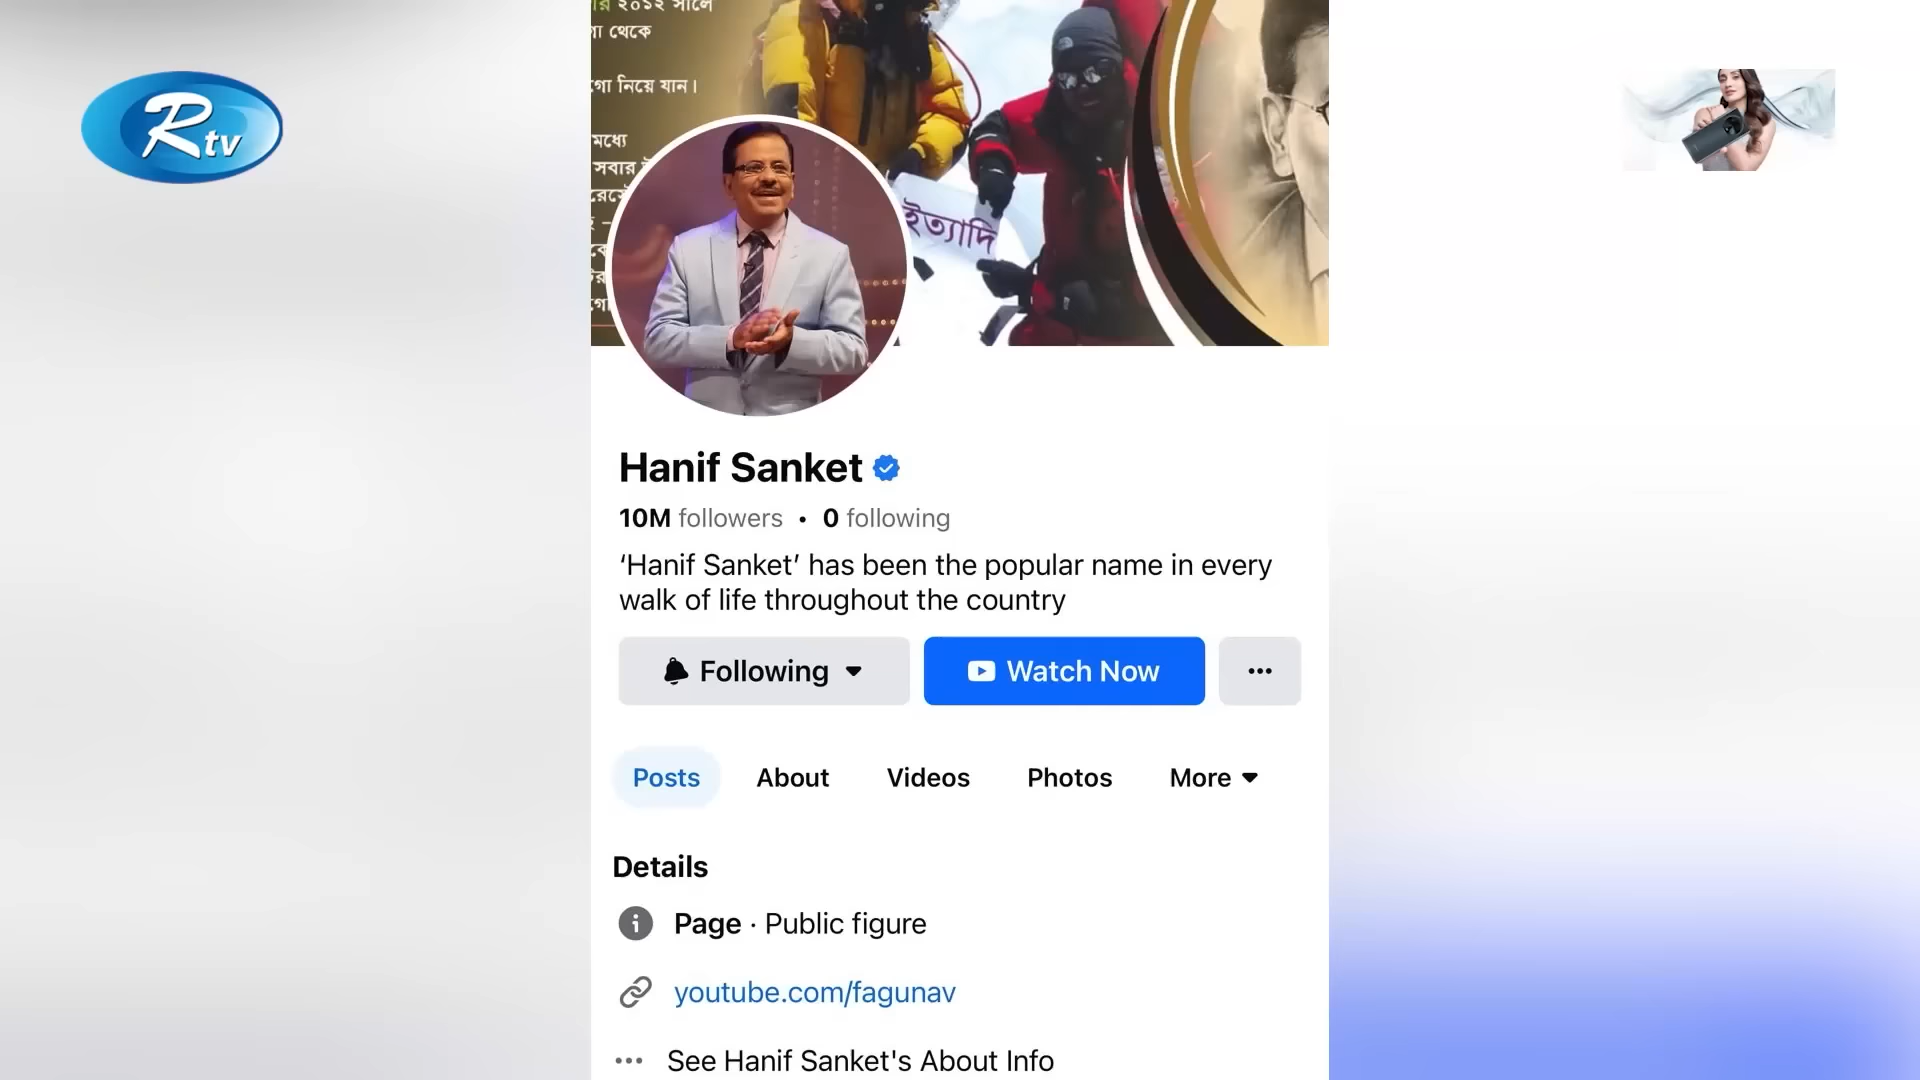 ২০১২ সালে
থেকে
গো নিয়ে যান।
মধ্যে
সবার
ইত্যাদি
Rtv
Hanif Sanket
10M followers • 0 following
‘Hanif Sanket’ has been the popular name in every
walk of life throughout the country
Following
Watch Now
Posts
About
Videos
Photos
More
Details
Page · Public figure
youtube.com/fagunav
See Hanif Sanket's About Info